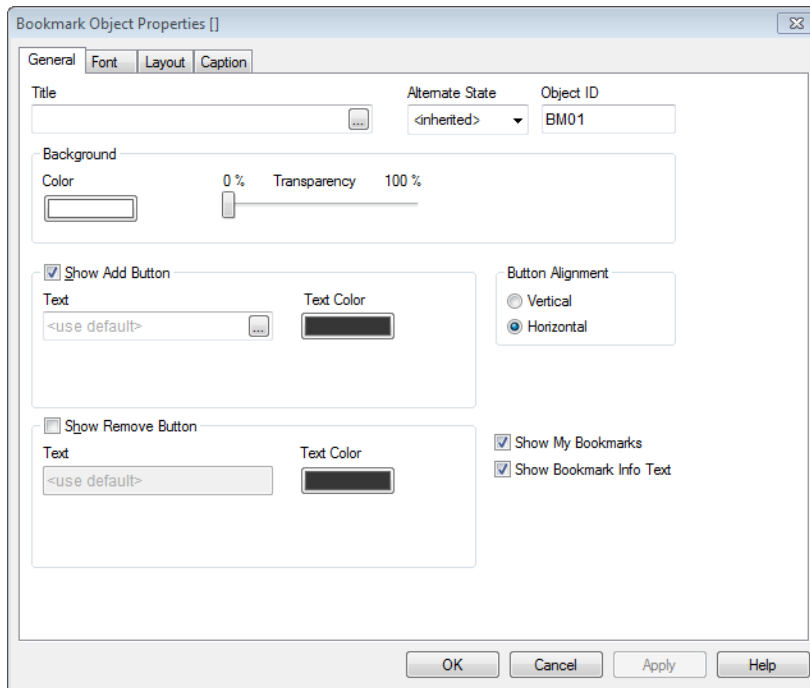 Bookmark Object Properties []
General Font Layout Caption
Title Alternate State Object ID
... <inherited> BM01
Background
Color 0 % Transparency 100 %
Show Add Button Button Alignment
Text Text Color Vertical
<use default> ... Horizontal
Show Remove Button
Text Text Color Show My Bookmarks
<use default> Show Bookmark Info Text
OK Cancel Apply Help